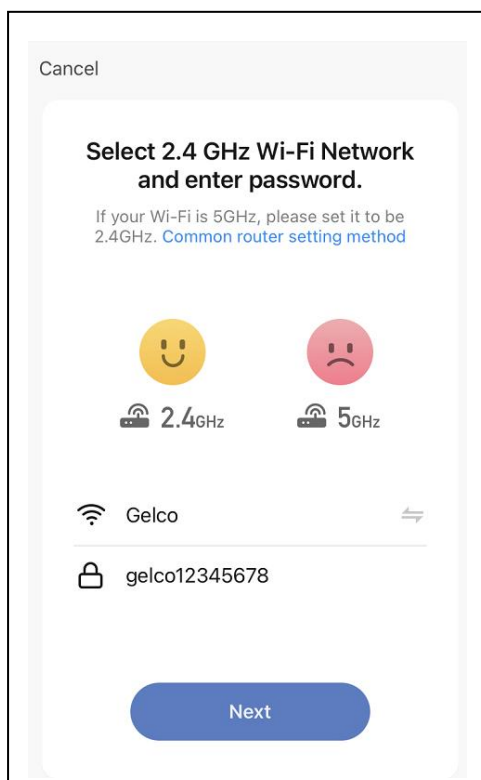 Cancel
Select 2.4 GHz Wi-Fi Network
and enter password.
If your Wi-Fi is 5GHz, please set it to be
2.4GHz. Common router setting method
2.4GHz 5GHz
Gelco
gelco12345678
Next